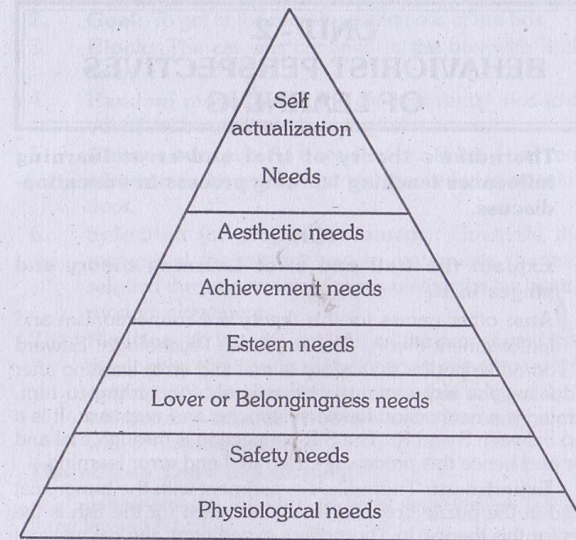 Self
actualization
Needs
Aesthetic needs
Achievement needs
Esteem needs
Lover or Belongingness needs
Safety needs
Physiological needs